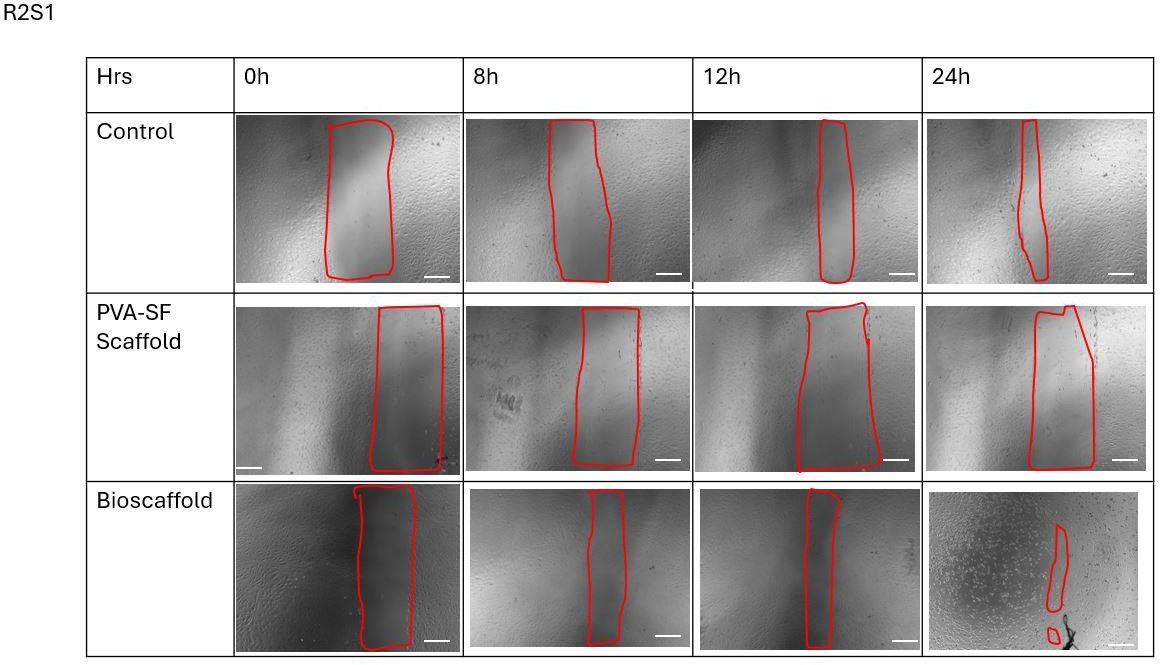 R2S1
Hrs
0h
8h
12h
24h
Control
PVA-SF
Scaffold
Bioscaffold